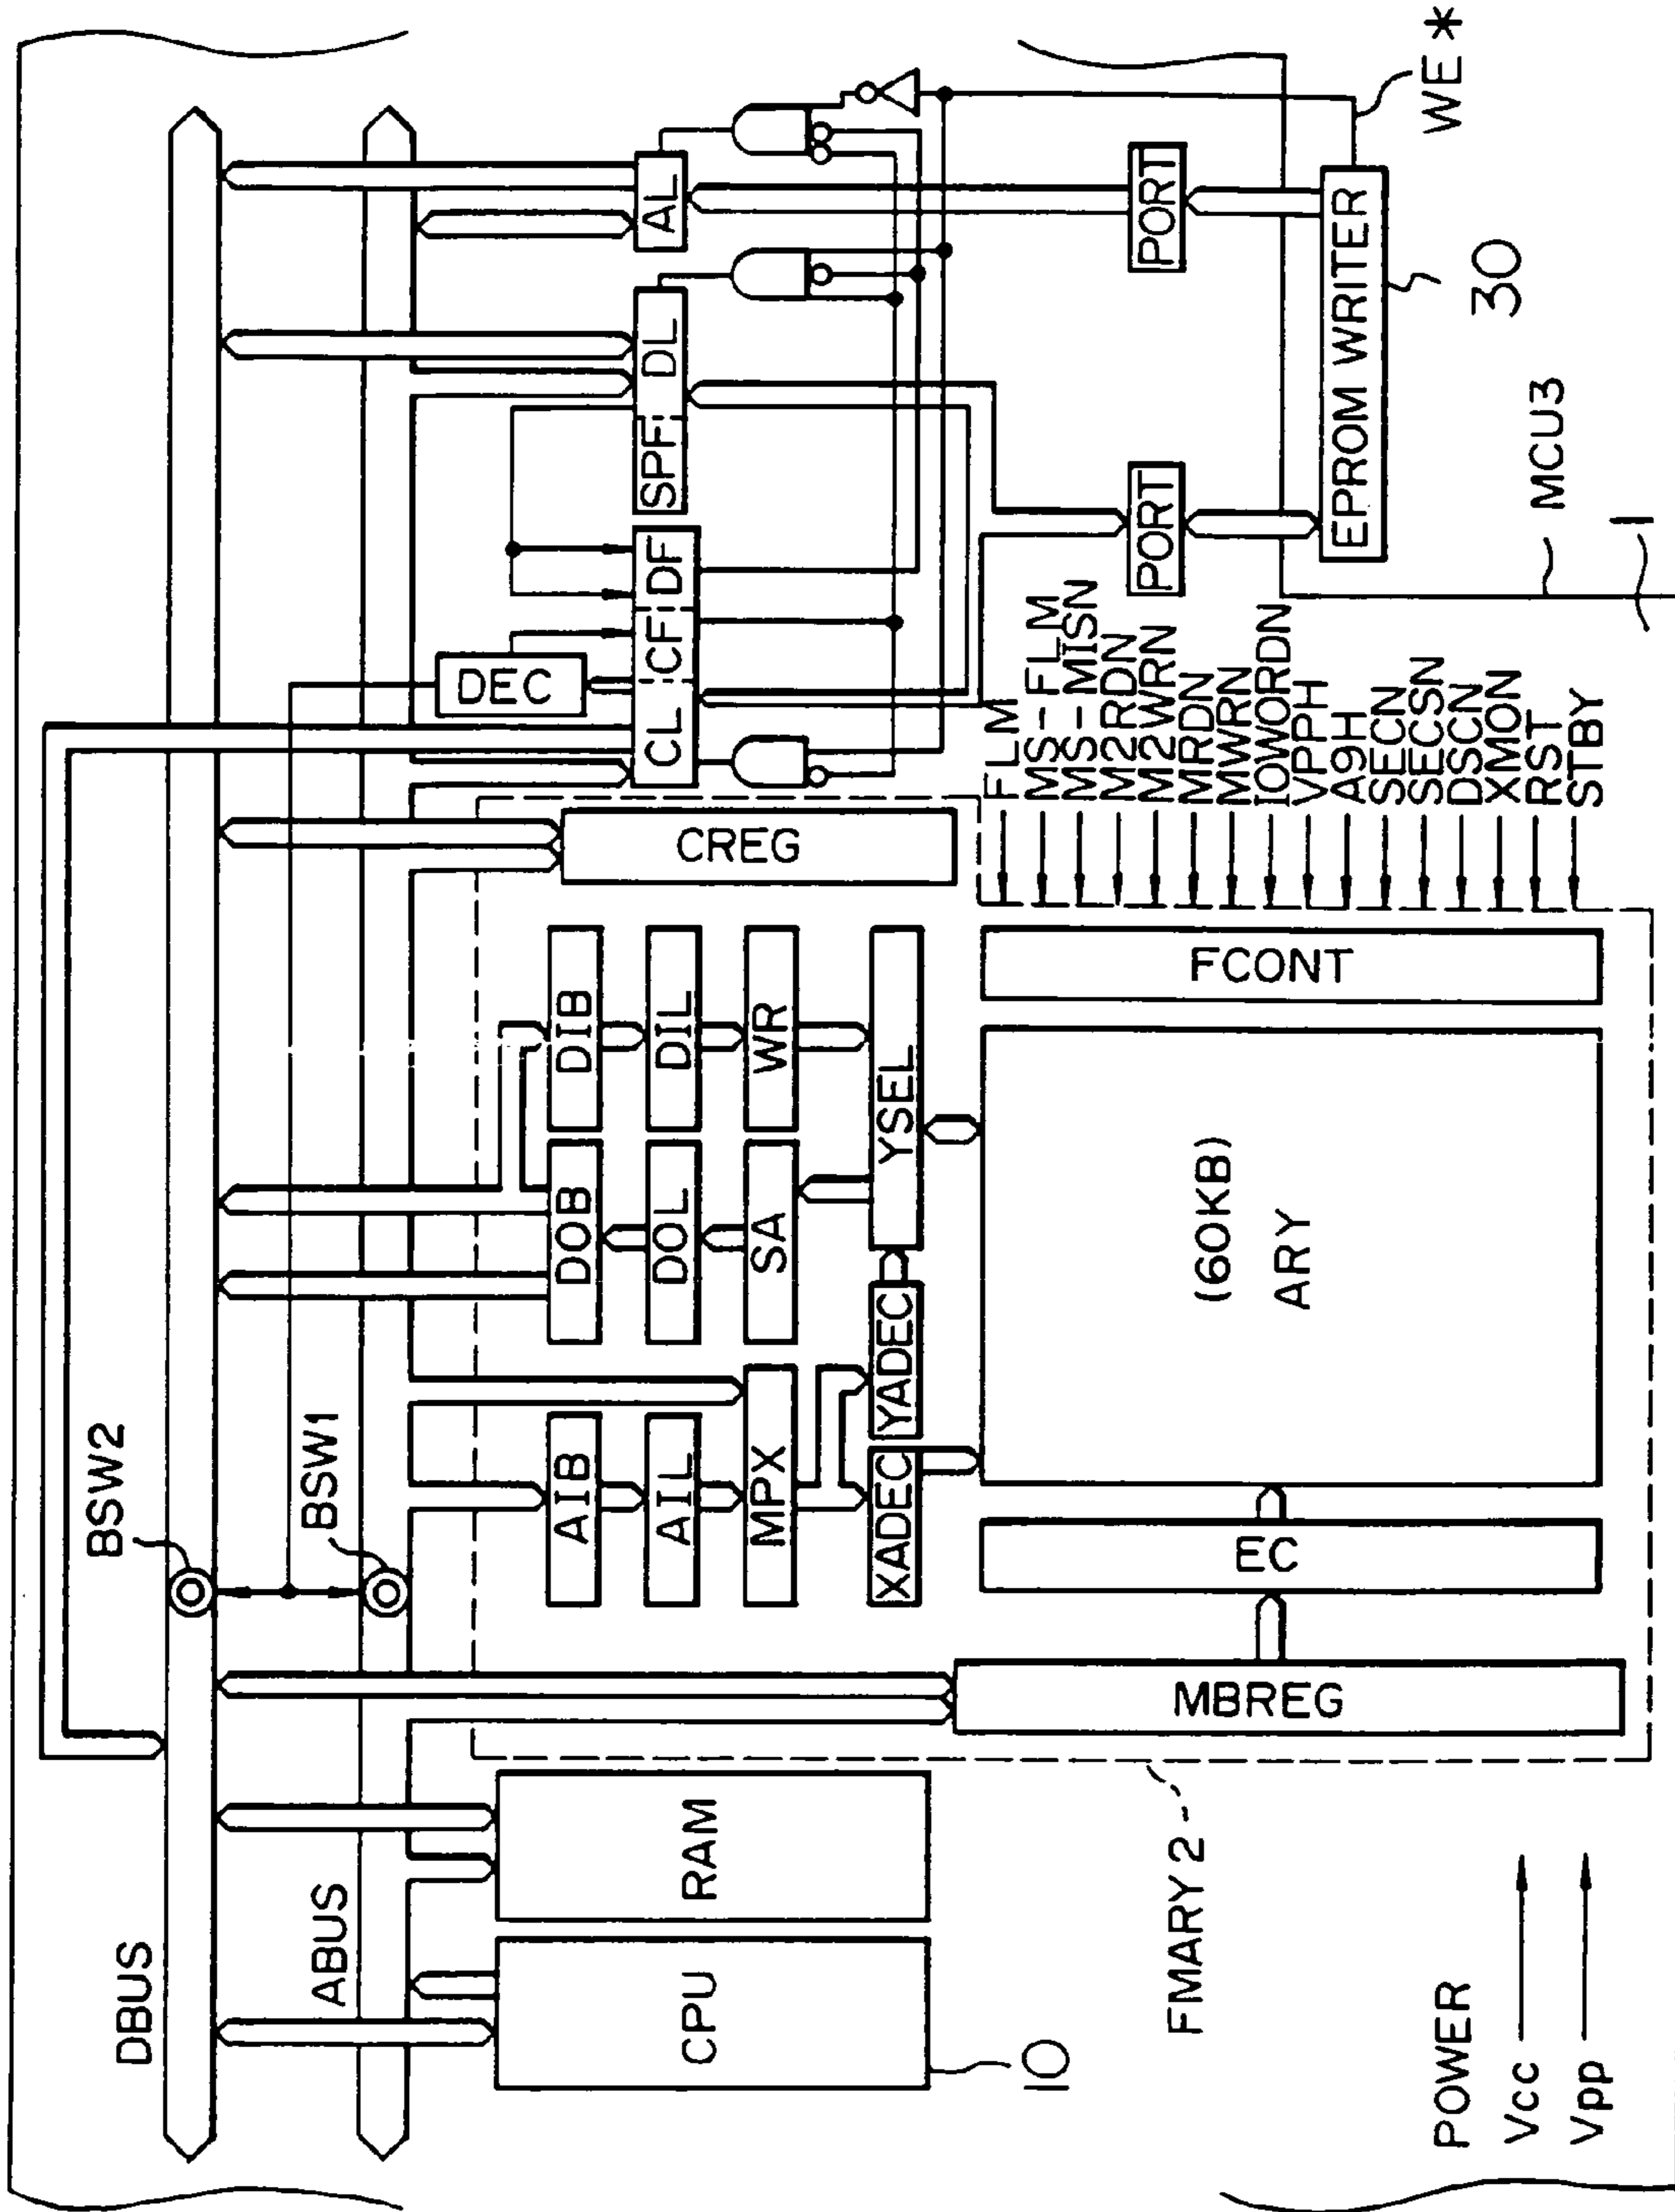 DBUS
ABUS
BSW2
BSW1
CPU
10
RAM
MBREG
FMARY2
POWER
Vcc
Vpp
AIB
AIL
MPX
XADEC
YADEC
DOB
DOL
SA
DIB
DIL
WR
YSEL
EC
(60KB)
ARY
FCONT
CREG
DEC
CL
CF
DF
SPF
DL
AL
FLM
MS-FLM
MS-MISN
M2RDN
M2WRN
MRDN
MWRN
IOWORDN
VPPH
A9H
SECN
SECSN
DSCN
XMON
RST
STBY
PORT
PORT
EPROM WRITER
30
WE*
MCU3
1